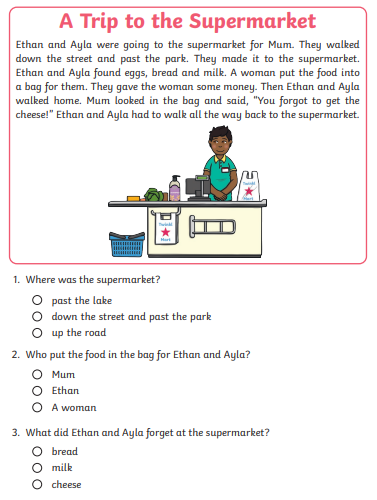 A Trip to the Supermarket
Ethan and Ayla were going to the supermarket for Mum. They walked
down the street and past the park. They made it to the supermarket.
Ethan and Ayla found eggs, bread and milk. A woman put the food into
a bag for them. They gave the woman some money. Then Ethan and Ayla
walked home. Mum looked in the bag and said, "You forgot to get the
cheese!" Ethan and Ayla had to walk all the way back to the supermarket.
Twinkl
Mart
Twinkl
Mart
1. Where was the supermarket?
past the lake
down the street and past the park
up the road
2. Who put the food in the bag for Ethan and Ayla?
Mum
Ethan
A woman
3. What did Ethan and Ayla forget at the supermarket?
bread
milk
cheese